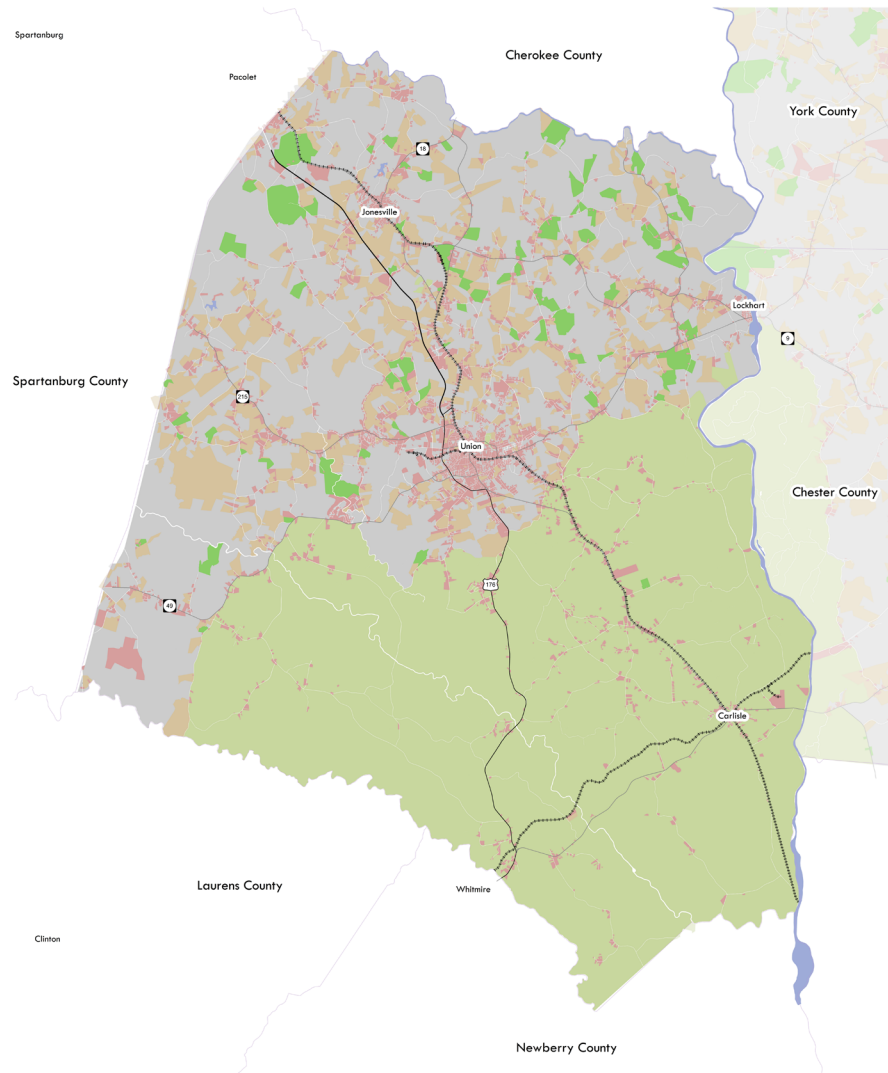 Spartanburg
Cherokee County
Pacolet
York County
18
Jonesville
Lockhart
9
Spartanburg County
215
Union
Chester County
176
49
Carlisle
Laurens County
Whitmire
Clinton
Newberry County